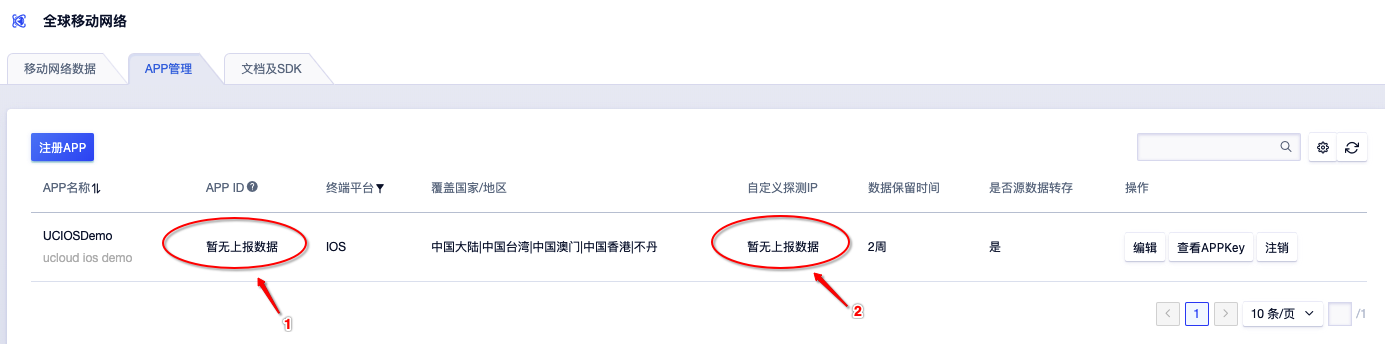 全球移动网络
移动网络数据 APP管理 文档及SDK
注册APP
APP名称 APP ID 终端平台 覆盖国家/地区 自定义探测IP 数据保留时间 是否源数据转存 操作
UCIOSDemo
ucloud ios demo
暂无上报数据 IOS 中国大陆|中国台湾|中国澳门|中国香港|不丹 暂无上报数据 2周 是 编辑 查看APPKey 注销
1 2
1 10 条/页 /1